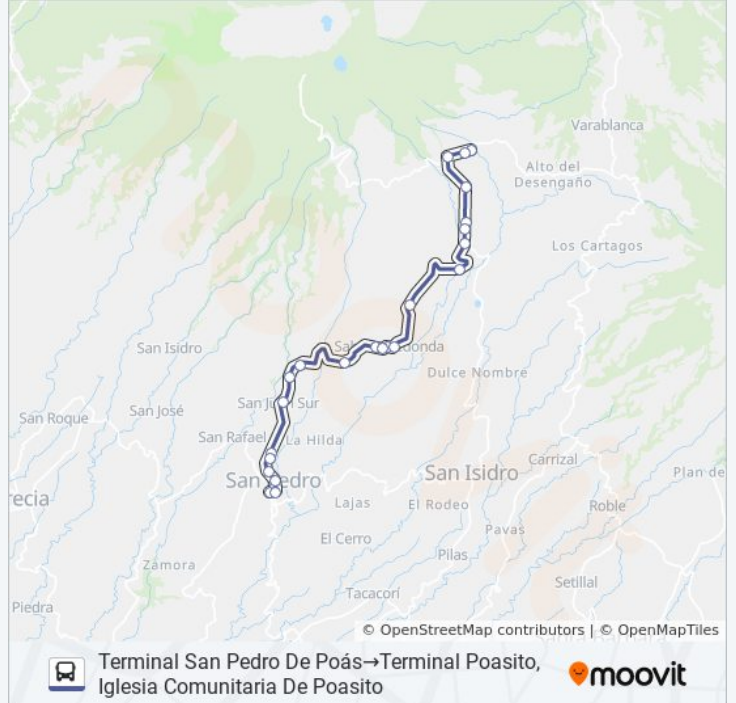 Varablanca
Alto del
Desengaño
Los Cartagos
San Isidro
Dulce Nombre
San José
San Roque
San Rafael
La Hilda
San Isidro
Carrizal
Plan de
recia
Lajas
El Rodeo
Roble
Pavas
El Cerro
Pilas
Zamora
Setillal
Tacacorí
Piedra
© OpenStreetMap contributors | © OpenMapTiles
Terminal San Pedro De Poás→Terminal Poasito,
Iglesia Comunitaria De Poasito
moovit